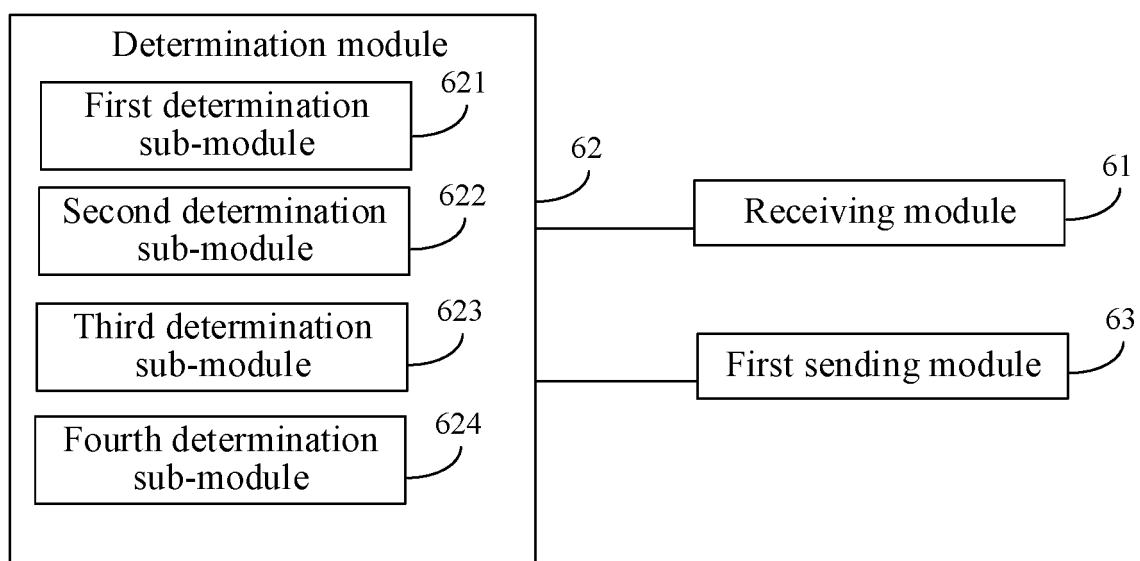 Determination module
First determination
sub-module
621
Second determination
sub-module
622
Third determination
sub-module
623
Fourth determination
sub-module
624
62
Receiving module
61
First sending module
63